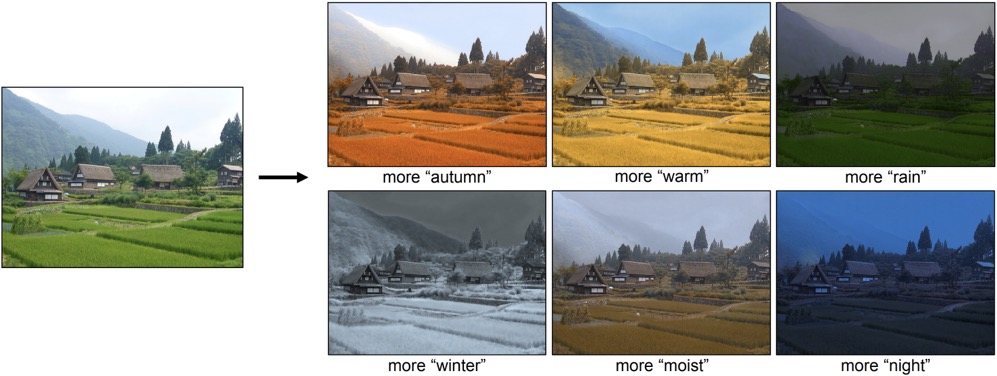 more “autumn”
more “warm”
more “rain”
more “winter”
more “moist”
more “night”